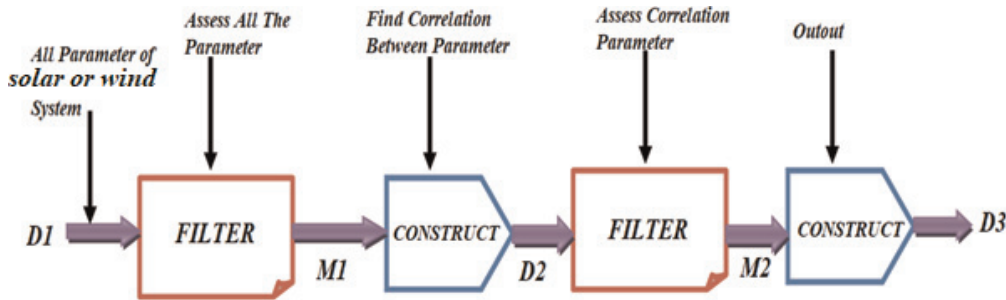 All Parameter of
solar or wind
System
Assess All The
Parameter
Find Correlation
Between Parameter
Assess Correlation
Parameter
Outout
D1
FILTER
M1
CONSTRUCT
D2
FILTER
M2
CONSTRUCT
D3